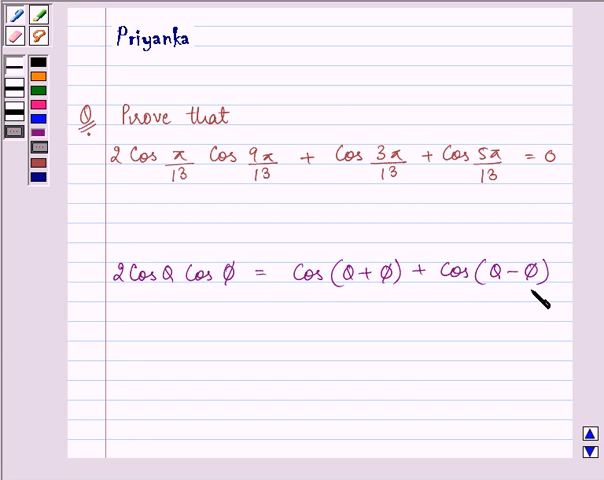 Priyanka
Q Prove that
2 Cos π/13 Cos 9π/13 + Cos 3π/13 + Cos 5π/13 = 0
2 Cos θ Cos ϕ = Cos (θ + ϕ) + Cos (θ - ϕ)